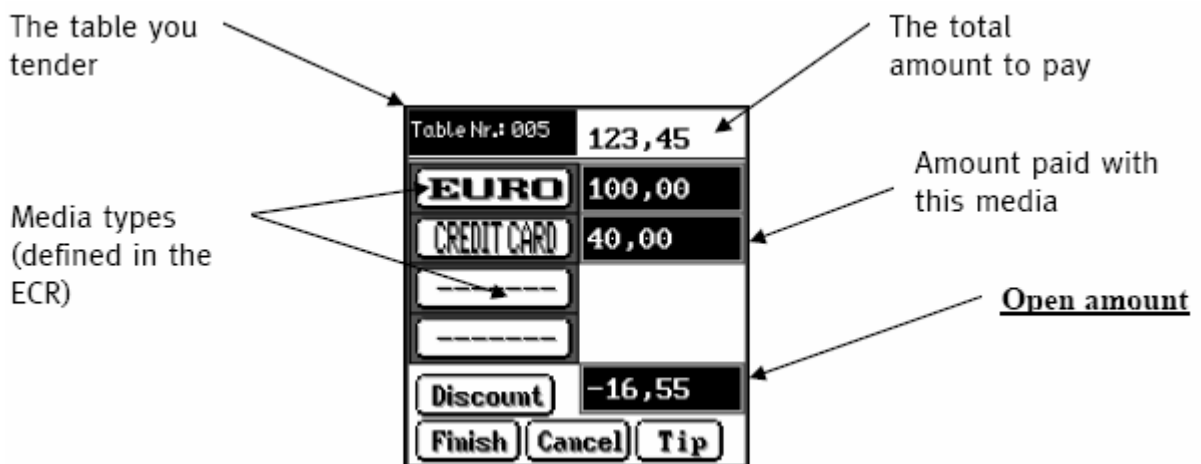 The table you
tender
The total
amount to pay
Table Nr.: 005
123,45
EURO
100,00
Amount paid with
this media
CREDIT CARD
40,00
Media types
(defined in the
ECR)
-------
-------
Open amount
Discount
-16,55
Finish
Cancel
Tip